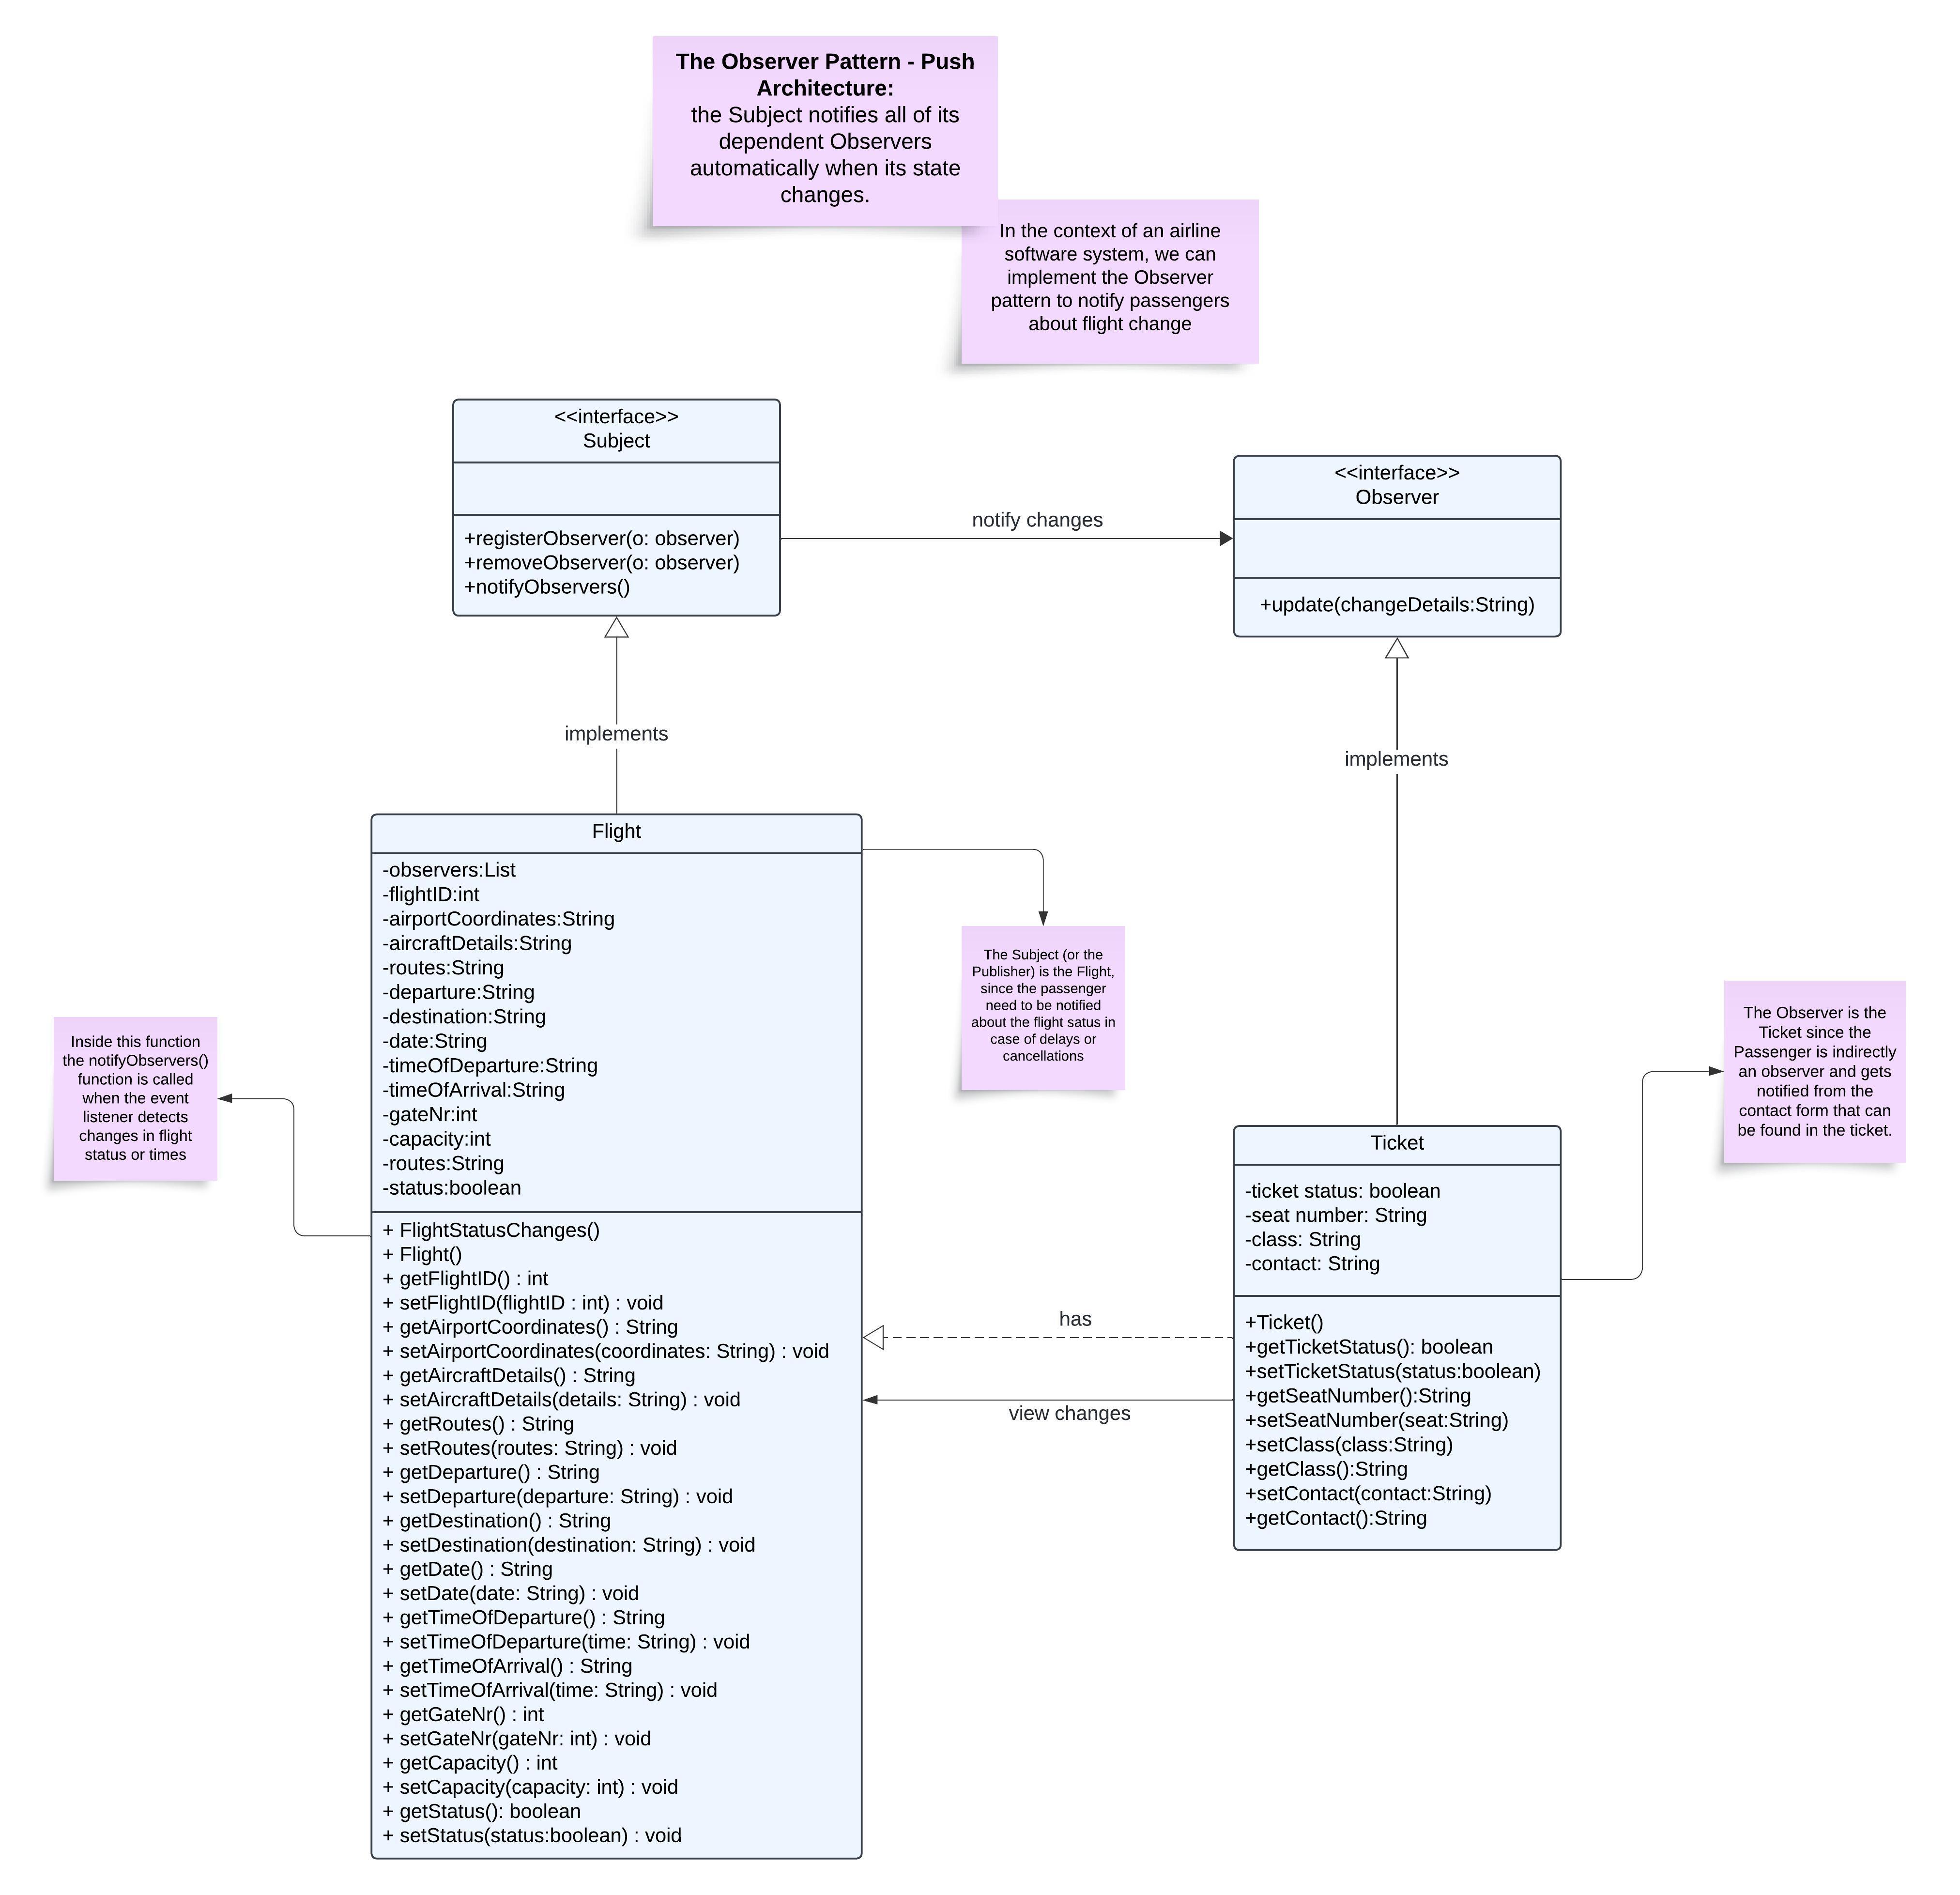 The Observer Pattern - Push
Architecture:
the Subject notifies all of its
dependent Observers
automatically when its state
changes.
In the context of an airline
software system, we can
implement the Observer
pattern to notify passengers
about flight change
<<interface>>
Subject
+registerObserver(o: observer)
+removeObserver(o: observer)
+notifyObservers()
notify changes
<<interface>>
Observer
+update(changeDetails:String)
implements
implements
Flight
-observers:List
-flightID:int
-airportCoordinates:String
-aircraftDetails:String
-routes:String
-departure:String
-destination:String
-date:String
-timeOfDeparture:String
-timeOfArrival:String
-gateNr:int
-capacity:int
-routes:String
-status:boolean
+ FlightStatusChanges()
+ Flight()
+ getFlightID() : int
+ setFlightID(flightID : int) : void
+ getAirportCoordinates() : String
+ setAirportCoordinates(coordinates: String) : void
+ getAircraftDetails() : String
+ setAircraftDetails(details: String) : void
+ getRoutes() : String
+ setRoutes(routes: String) : void
+ getDeparture() : String
+ setDeparture(departure: String) : void
+ getDestination() : String
+ setDestination(destination: String) : void
+ getDate() : String
+ setDate(date: String) : void
+ getTimeOfDeparture() : String
+ setTimeOfDeparture(time: String) : void
+ getTimeOfArrival() : String
+ setTimeOfArrival(time: String) : void
+ getGateNr() : int
+ setGateNr(gateNr: int) : void
+ getCapacity() : int
+ setCapacity(capacity: int) : void
+ getStatus(): boolean
+ setStatus(status:boolean) : void
The Subject (or the
Publisher) is the Flight,
since the passenger
need to be notified
about the flight satus in
case of delays or
cancellations
Inside this function
the notifyObservers()
function is called
when the event
listener detects
changes in flight
status or times
The Observer is the
Ticket since the
Passenger is indirectly
an observer and gets
notified from the
contact form that can
be found in the ticket.
Ticket
-ticket status: boolean
-seat number: String
-class: String
-contact: String
+Ticket()
+getTicketStatus(): boolean
+setTicketStatus(status:boolean)
+getSeatNumber():String
+setSeatNumber(seat:String)
+setClass(class:String)
+getClass():String
+setContact(contact:String)
+getContact():String
has
view changes